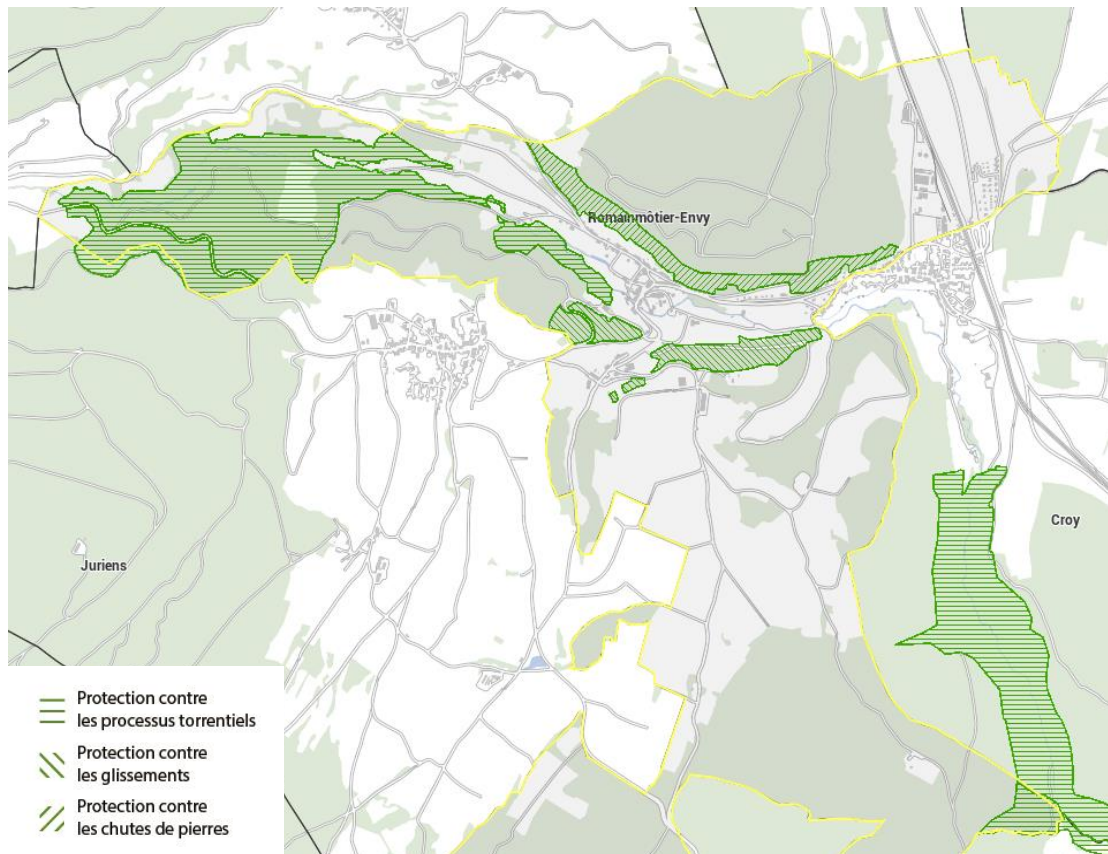 Romainmôtier-Envy
Croy
Juriens
Protection contre
les processus torrentiels
Protection contre
les glissements
Protection contre
les chutes de pierres